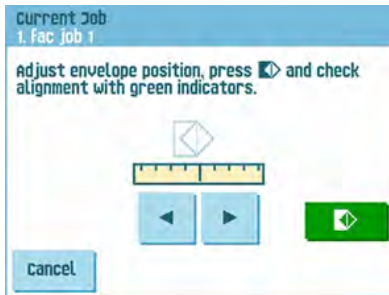 Current Job
1. Fac job 1
Adjust envelope position, press and check
alignment with green indicators.
Cancel